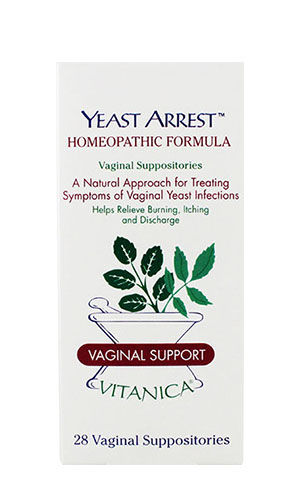 YEAST ARREST™
HOMEOPATHIC FORMULA
Vaginal Suppositories
A Natural Approach for Treating
Symptoms of Vaginal Yeast Infections
Helps Relieve Burning, Itching
and Discharge
VAGINAL SUPPORT
VITANICA®
28 Vaginal Suppositories